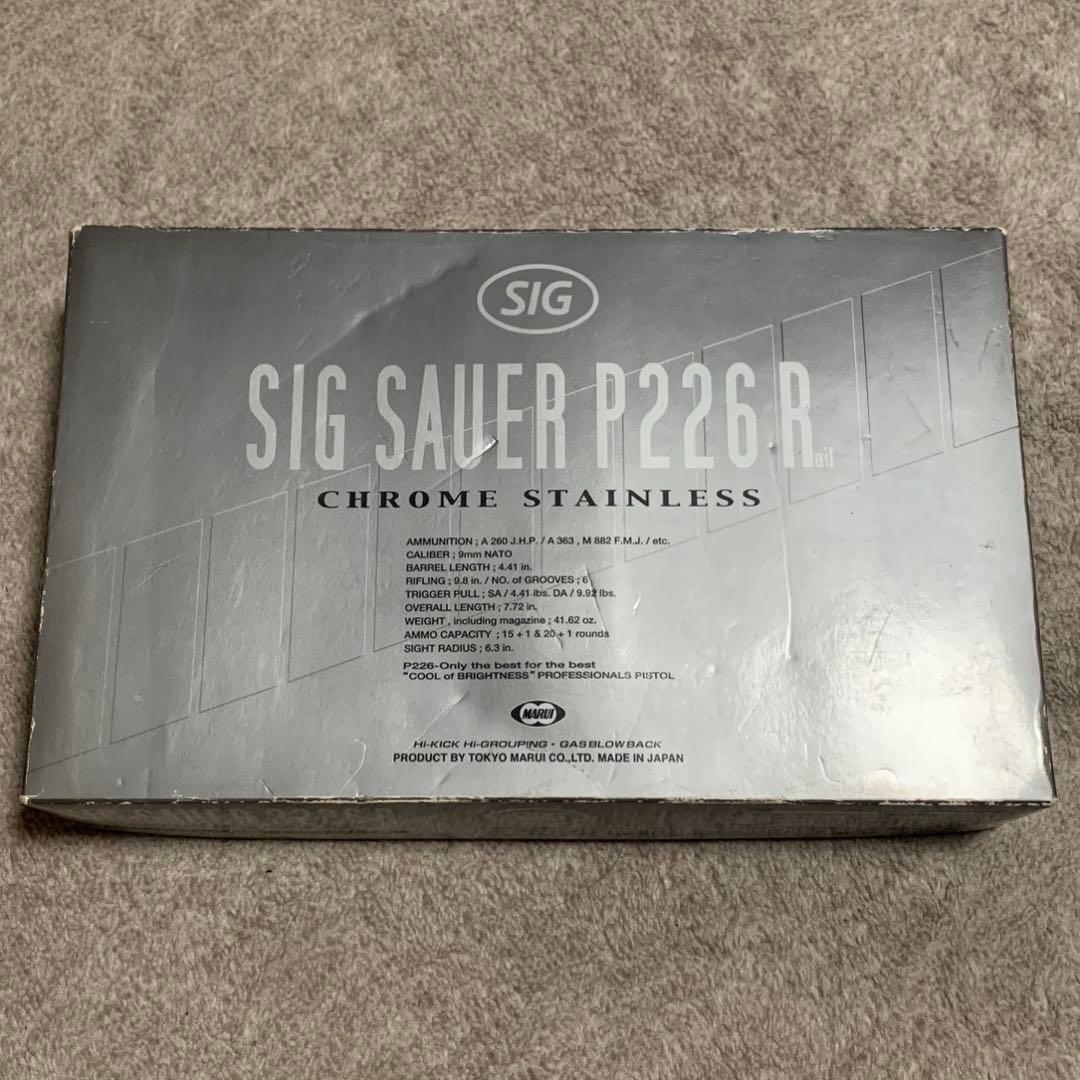 SIG
SIG SAUER P226 Rail
CHROME STAINLESS
AMMUNITION ; A 260 J.H.P. / A 363 , M 882 F.M.J. / etc.
CALIBER ; 9mm NATO
BARREL LENGTH ; 4.41 in.
RIFLING ; 9.8 in. / NO. of GROOVES ; 6
TRIGGER PULL ; SA / 4.41 lbs. DA / 9.92 lbs.
OVERALL LENGTH ; 7.72 in.
WEIGHT , including magazine ; 41.62 oz.
AMMO CAPACITY ; 15 + 1 & 20 + 1 rounds
SIGHT RADIUS ; 6.3 in.
P226-Only the best for the best
"COOL of BRIGHTNESS" PROFESSIONALS PISTOL
MARUI
HI-KICK HI-GROUPING • GAS BLOW BACK
PRODUCT BY TOKYO MARUI CO.,LTD. MADE IN JAPAN